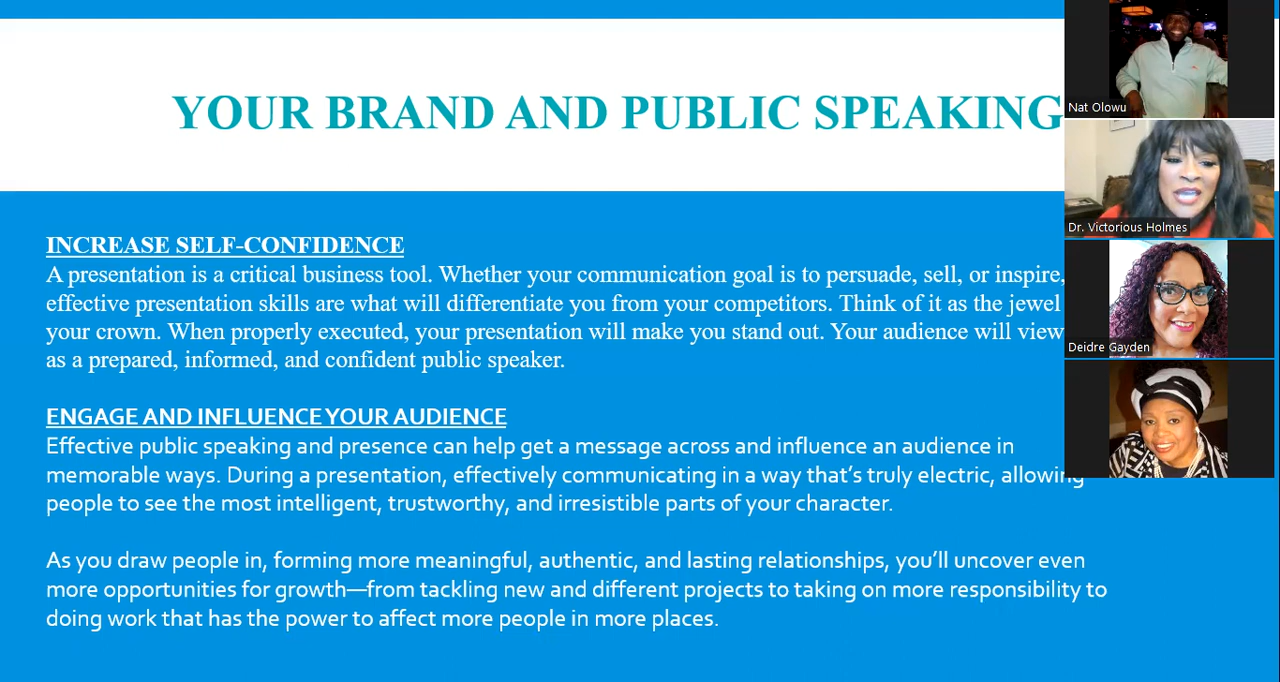 YOUR BRAND AND PUBLIC SPEAKING
INCREASE SELF-CONFIDENCE
A presentation is a critical business tool. Whether your communication goal is to persuade, sell, or inspire,
effective presentation skills are what will differentiate you from your competitors. Think of it as the jewel
your crown. When properly executed, your presentation will make you stand out. Your audience will view
as a prepared, informed, and confident public speaker.
ENGAGE AND INFLUENCE YOUR AUDIENCE
Effective public speaking and presence can help get a message across and influence an audience in
memorable ways. During a presentation, effectively communicating in a way that’s truly electric, allowing
people to see the most intelligent, trustworthy, and irresistible parts of your character.
As you draw people in, forming more meaningful, authentic, and lasting relationships, you’ll uncover even
more opportunities for growth—from tackling new and different projects to taking on more responsibility to
doing work that has the power to affect more people in more places.
Nat Olowu
Dr. Victorious Holmes
Deidre Gayden